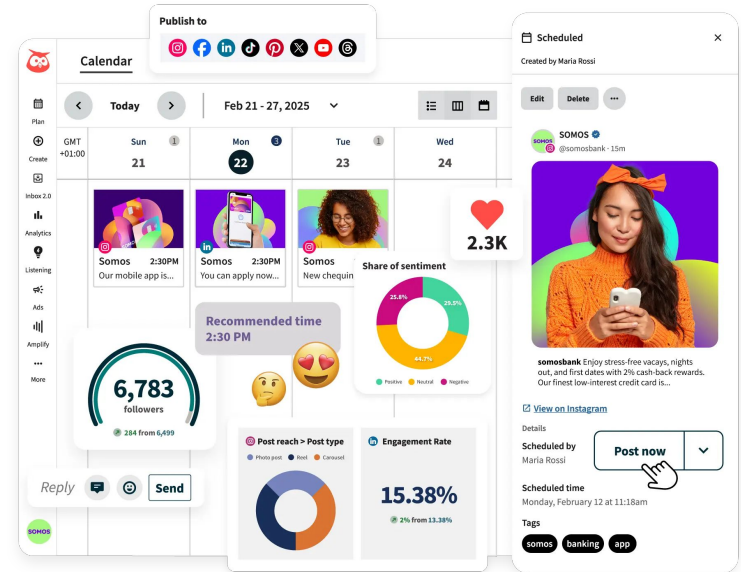 Publish to
Calendar
Today
Feb 21 - 27, 2025
Plan
Create
Inbox 2.0
Analytics
Listening
Ads
Amplify
More
SOMOS
GMT
+01:00
Sun 1
21
Mon 3
22
Tue 1
23
Wed
24
Somos 2:30PM
Our mobile app is...
Somos 2:30PM
You can apply now...
Somos
New chequin
2.3K
Recommended time
2:30 PM
Share of sentiment
25.8%
29.5%
44.7%
Positive Neutral Negative
6,783
followers
284 from 6,499
Post reach > Post type
Photo post Reel Carousel
Engagement Rate
15.38%
2% from 13.38%
Reply
Send
Scheduled
Created by Maria Rossi
Edit
Delete
SOMOS
SOMOS
@somosbank · 15m
somosbank Enjoy stress-free vacays, nights
out, and first dates with 2% cash-back rewards.
Our finest low-interest credit card is...
View on Instagram
Details
Scheduled by
Maria Rossi
Post now
Scheduled time
Monday, February 12 at 11:18am
Tags
somos banking app